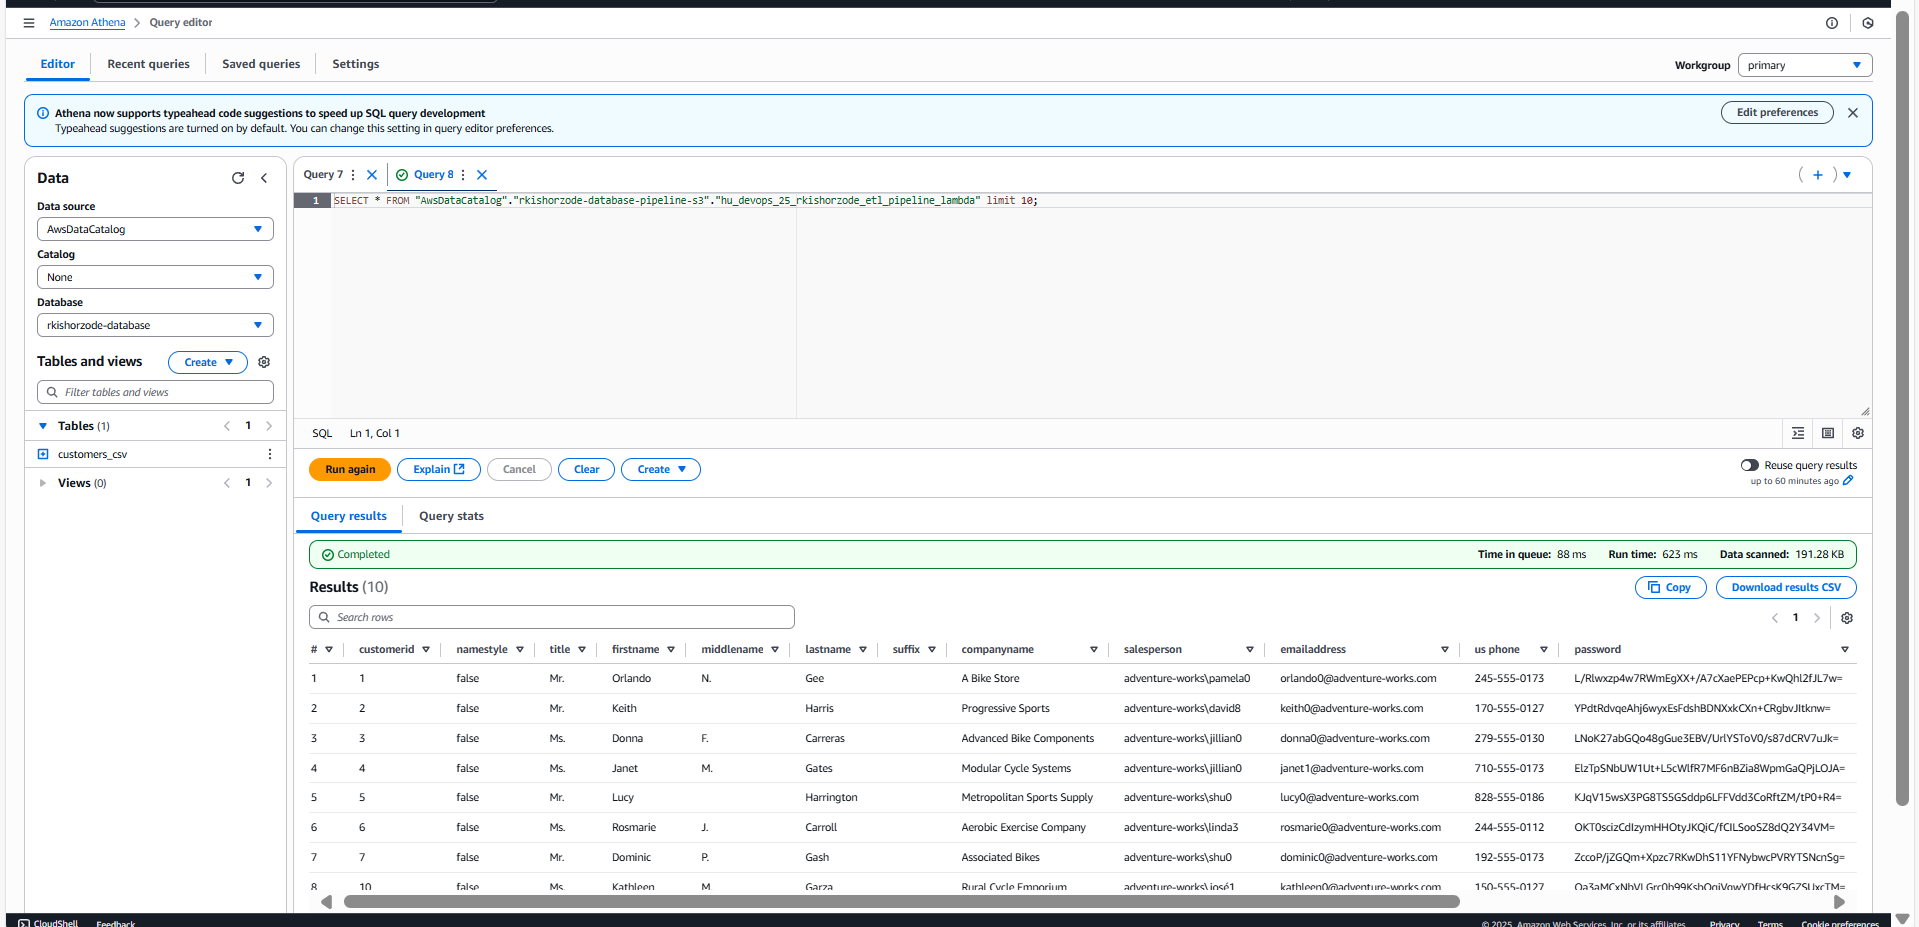 Amazon Athena > Query editor
Editor Recent queries Saved queries Settings
Workgroup primary
Athena now supports typeahead code suggestions to speed up SQL query development
Typeahead suggestions are turned on by default. You can change this setting in query editor preferences.
Edit preferences
Data
Data source
AwsDataCatalog
Catalog
None
Database
rkishorzode-database
Tables and views Create
Filter tables and views
Tables (1) < 1 >
customers_csv
Views (0) < 1 >
Query 7 Query 8
1 SELECT * FROM "AwsDataCatalog"."rkishorzode-database-pipeline-s3"."hu_devops_25_rkishorzode_etl_pipeline_lambda" limit 10;
SQL Ln 1, Col 1
Run again Explain Cancel Clear Create
Reuse query results
up to 60 minutes ago
Query results Query stats
Completed Time in queue: 88 ms Run time: 623 ms Data scanned: 191.28 KB
Results (10) Copy Download results CSV
Search rows < 1 >
# customerid namestyle title firstname middlename lastname suffix companyname salesperson emailaddress us phone password
1 1 false Mr. Orlando N. Gee A Bike Store adventure-works\pamela0 orlando0@adventure-works.com 245-555-0173 L/Rlwxzp4w7RWmEgXX+/A7cXaePEPcp+KwQhl2fJL7w=
2 2 false Mr. Keith Harris Progressive Sports adventure-works\david8 keith0@adventure-works.com 170-555-0127 YPdtRdvqeAhj6wyxEsFdshBDNXxkCXn+CRgbvJItknw=
3 3 false Ms. Donna F. Carreras Advanced Bike Components adventure-works\jillian0 donna0@adventure-works.com 279-555-0130 LNoK27abGQo48gGue3EBV/UrlYSToV0/s87dCRV7uJk=
4 4 false Ms. Janet M. Gates Modular Cycle Systems adventure-works\jillian0 janet1@adventure-works.com 710-555-0173 ElzTpSNbUW1Ut+L5cWlfR7MF6nBZia8WpmGaQPjLOJA=
5 5 false Mr. Lucy Harrington Metropolitan Sports Supply adventure-works\shu0 lucy0@adventure-works.com 828-555-0186 KJqV15wsX3PG8TS5GSddp6LFFVdd3CoRftZM/tP0+R4=
6 6 false Ms. Rosmarie J. Carroll Aerobic Exercise Company adventure-works\linda3 rosmarie0@adventure-works.com 244-555-0112 OKT0scizCdIzymHHOtyJKQiC/fCILSooSZ8dQ2Y34VM=
7 7 false Mr. Dominic P. Gash Associated Bikes adventure-works\shu0 dominic0@adventure-works.com 192-555-0173 ZccoP/jZGQm+Xpzc7RKwDhS11YFNybwcPVRYTSNcnSg=
8 10 false Ms. Kathleen M. Garza Rural Cycle Emporium adventure-works\josé1 kathleen0@adventure-works.com 150-555-0127 Qa3aMCxNbVLGrc0b99KsbQqiVowYDfHcsK9GZSUxcTM=
CloudShell Feedback © 2025, Amazon Web Services, Inc. or its affiliates. Privacy Terms Cookie preferences